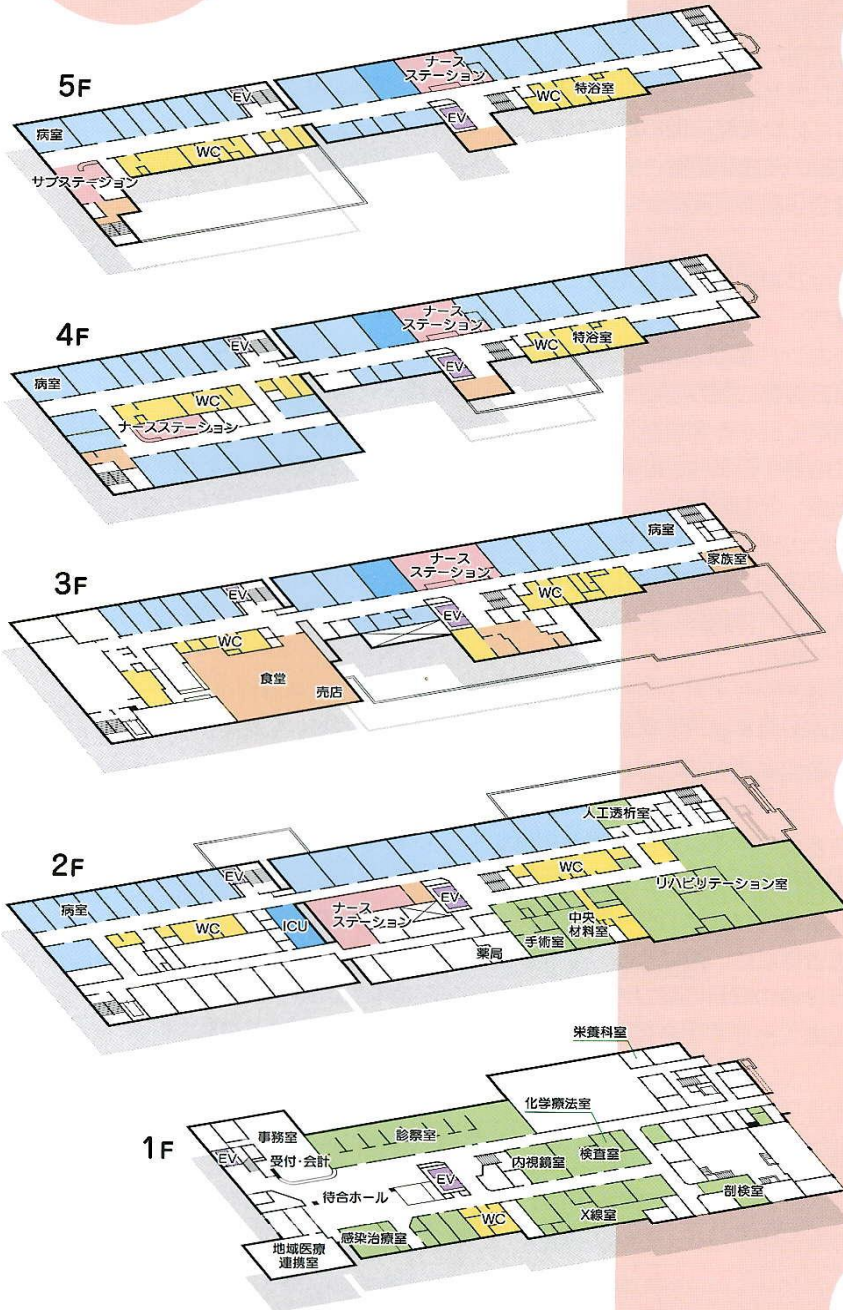 5F
EV
ナース
ステーション
WC
特浴室
EV
病室
WC
サブステーション
4F
EV
ナース
ステーション
WC
特浴室
EV
病室
WC
ナースステーション
3F
EV
ナース
ステーション
病室
家族室
WC
EV
WC
食堂
売店
2F
人工透析室
EV
WC
リハビリテーション室
病室
WC
ICU
ナース
ステーション
EV
中央
材料室
手術室
薬局
1F
栄養科室
化学療法室
事務室
診察室
EV
受付・会計
内視鏡室
検査室
EV
待合ホール
剖検室
WC
X線室
感染治療室
地域医療
連携室